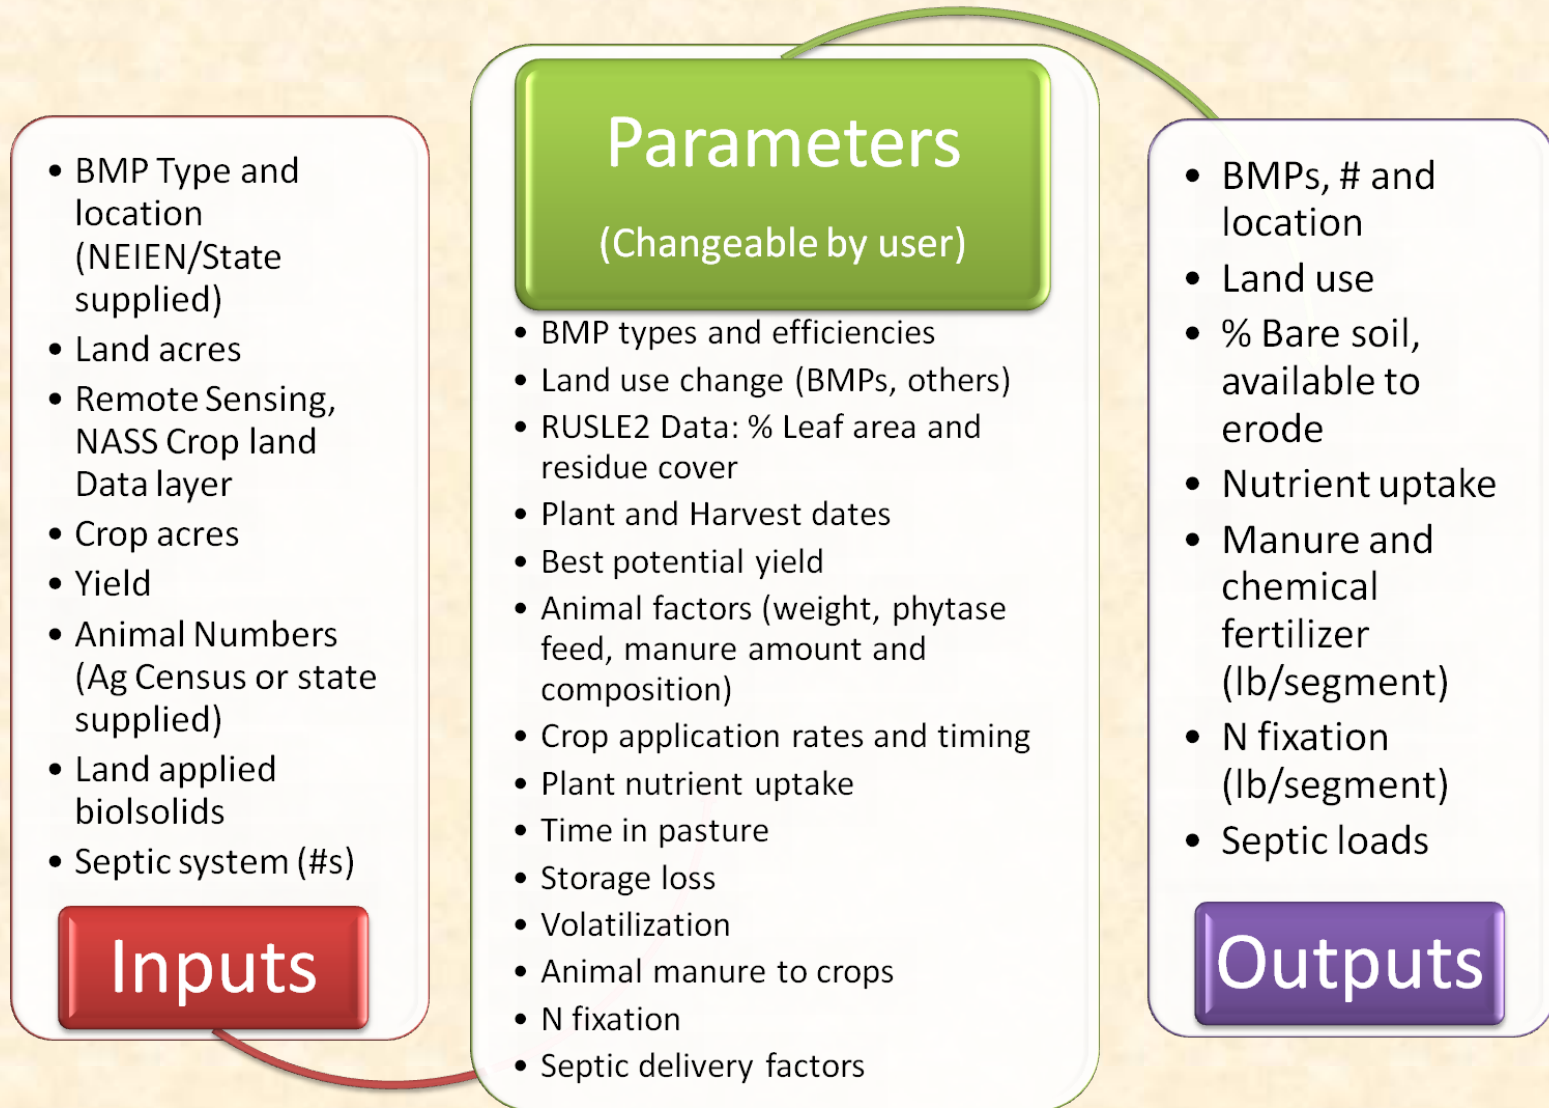 • BMP Type and
location
(NEIEN/State
supplied)
• Land acres
• Remote Sensing,
NASS Crop land
Data layer
• Crop acres
• Yield
• Animal Numbers
(Ag Census or state
supplied)
• Land applied
biolsolids
• Septic system (#s)
Inputs
Parameters
(Changeable by user)
• BMP types and efficiencies
• Land use change (BMPs, others)
• RUSLE2 Data: % Leaf area and
residue cover
• Plant and Harvest dates
• Best potential yield
• Animal factors (weight, phytase
feed, manure amount and
composition)
• Crop application rates and timing
• Plant nutrient uptake
• Time in pasture
• Storage loss
• Volatilization
• Animal manure to crops
• N fixation
• Septic delivery factors
• BMPs, # and
location
• Land use
• % Bare soil,
available to
erode
• Nutrient uptake
• Manure and
chemical
fertilizer
(lb/segment)
• N fixation
(lb/segment)
• Septic loads
Outputs